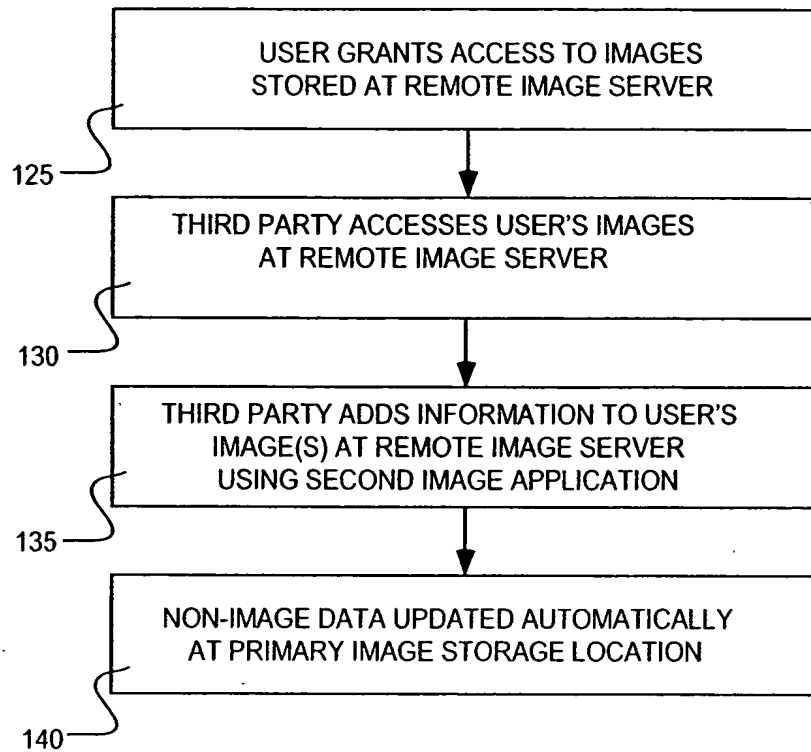 USER GRANTS ACCESS TO IMAGES
STORED AT REMOTE IMAGE SERVER
125
THIRD PARTY ACCESSES USER'S IMAGES
AT REMOTE IMAGE SERVER
130
THIRD PARTY ADDS INFORMATION TO USER'S
IMAGE(S) AT REMOTE IMAGE SERVER
USING SECOND IMAGE APPLICATION
135
NON-IMAGE DATA UPDATED AUTOMATICALLY
AT PRIMARY IMAGE STORAGE LOCATION
140